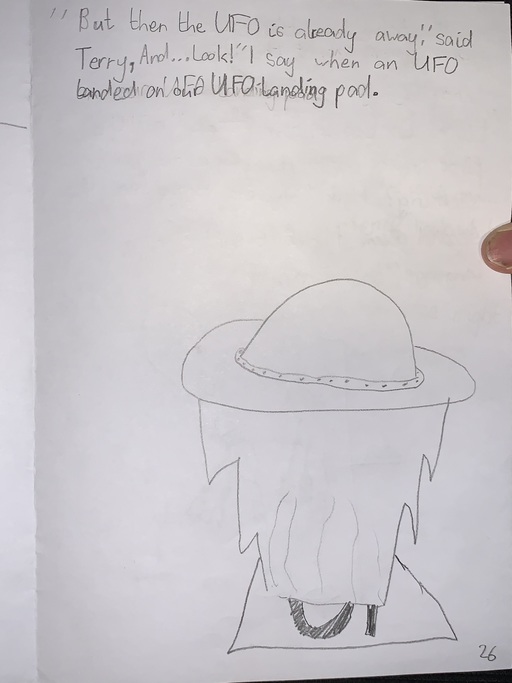 " But then the UFO is already away!" said
Terry, And...Look!" I say when an UFO
landed on our UFO-Landing pad.
26